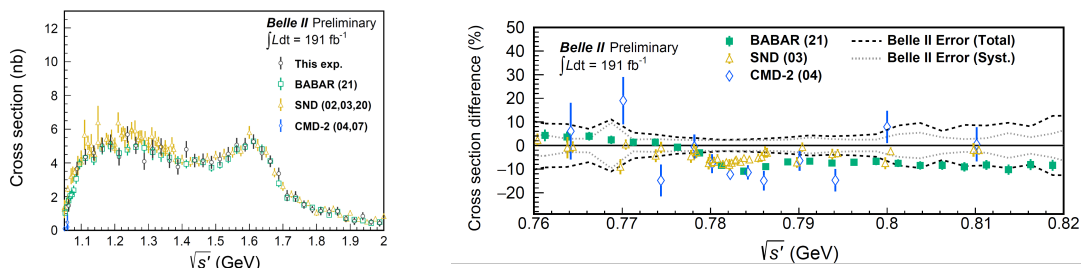 Belle II Preliminary
∫Ldt = 191 fb⁻¹
This exp.
BABAR (21)
SND (02,03,20)
CMD-2 (04,07)
Cross section (nb)
12
10
8
6
4
2
0
1.1 1.2 1.3 1.4 1.5 1.6 1.7 1.8 1.9 2
√s′ (GeV)
Belle II Preliminary
∫Ldt = 191 fb⁻¹
BABAR (21)
SND (03)
CMD-2 (04)
Belle II Error (Total)
Belle II Error (Syst.)
Cross section difference (%)
50
40
30
20
10
0
−10
−20
0.76 0.77 0.78 0.79 0.8 0.81 0.82
√s′ (GeV)